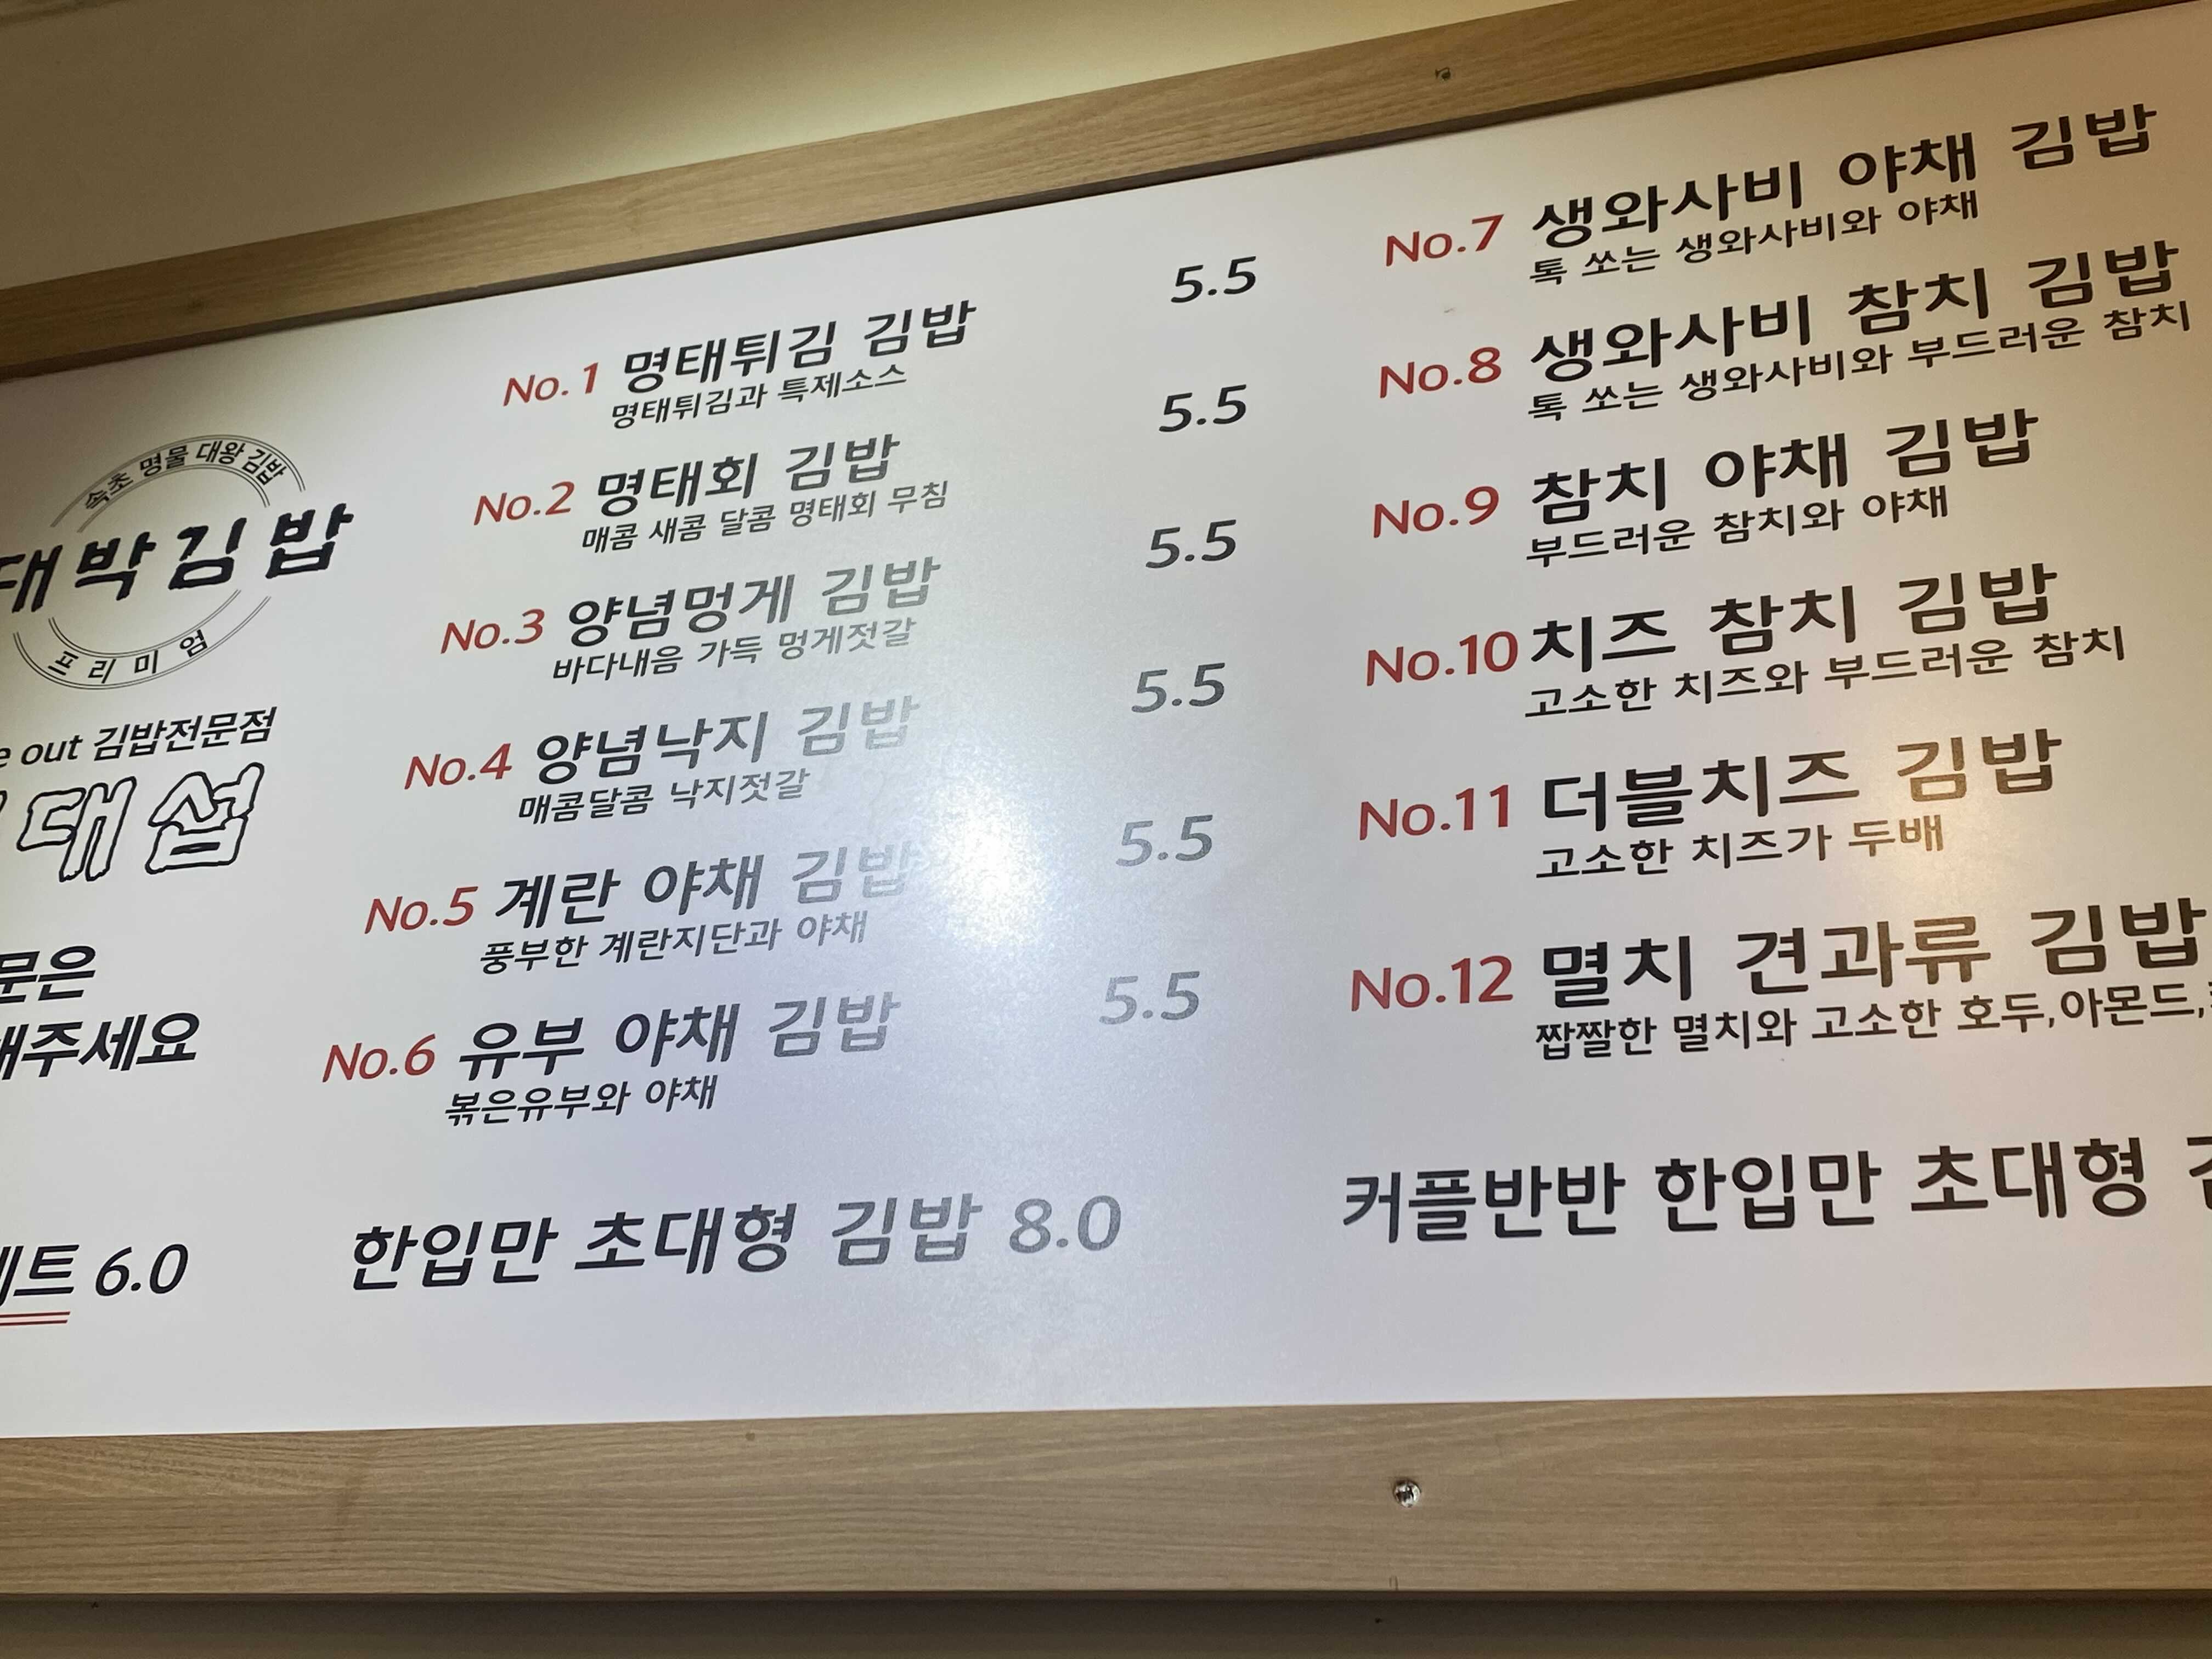 속초 명물 대왕김밥
대박김밥
프리미엄
out 김밥전문점
대섭
6.0
No.1 명태튀김 김밥 5.5
명태튀김과 특제소스
No.2 명태회 김밥 5.5
매콤 새콤 달콤 명태회 무침
No.3 양념멍게 김밥 5.5
바다내음 가득 멍게젓갈
No.4 양념낙지 김밥 5.5
매콤달콤 낙지젓갈
No.5 계란 야채 김밥 5.5
풍부한 계란지단과 야채
No.6 유부 야채 김밥 5.5
볶은유부와 야채
한입만 초대형 김밥 8.0
No.7 생와사비 야채 김밥
톡 쏘는 생와사비와 야채
No.8 생와사비 참치 김밥
톡 쏘는 생와사비와 부드러운 참치
No.9 참치 야채 김밥
부드러운 참치와 야채
No.10 치즈 참치 김밥
고소한 치즈와 부드러운 참치
No.11 더블치즈 김밥
고소한 치즈가 두배
No.12 멸치 견과류 김밥
짭짤한 멸치와 고소한 호두,아몬드,
커플반반 한입만 초대형